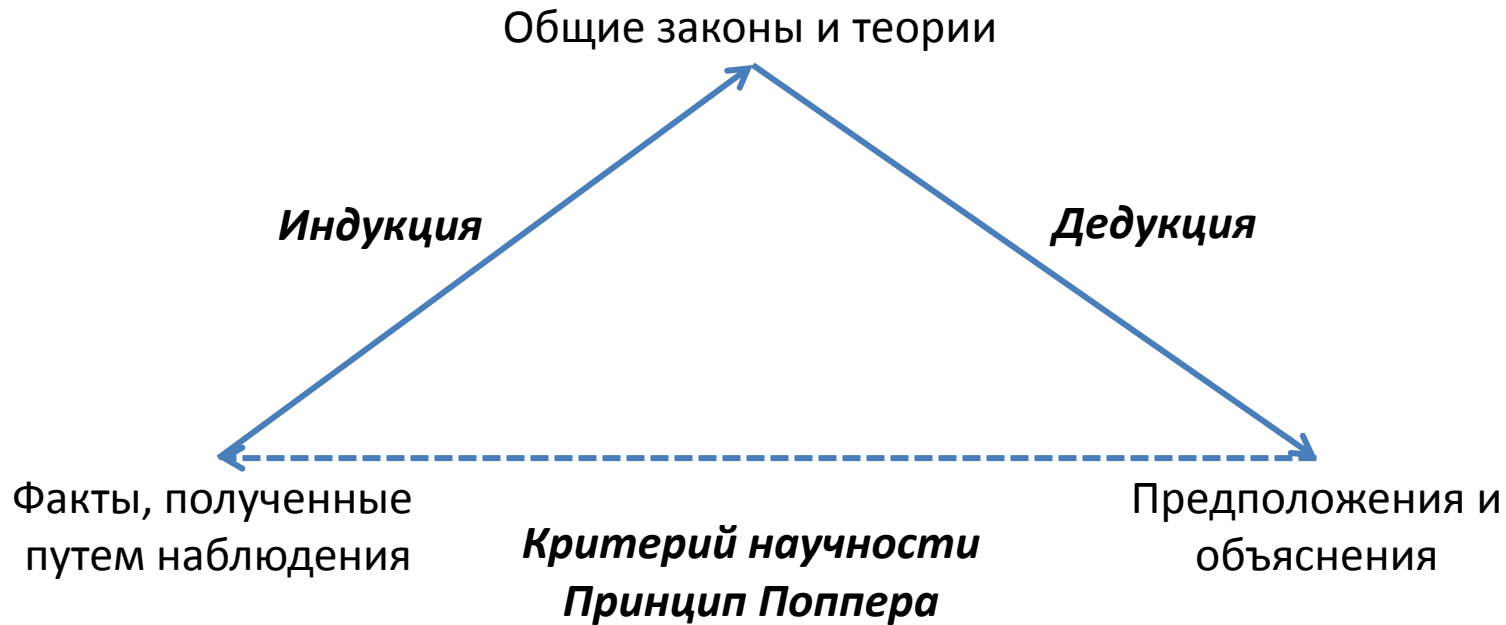 Общие законы и теории
Индукция
Дедукция
Факты, полученные
путем наблюдения
Критерий научности
Принцип Поппера
Предположения и
объяснения